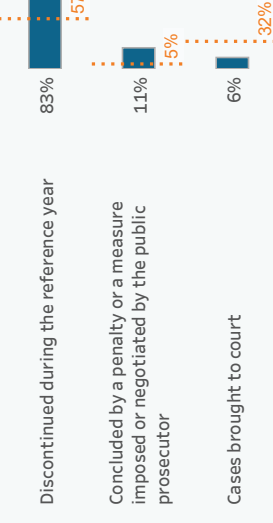 Discontinued during the reference year
83%
Concluded by a penalty or a measure
imposed or negotiated by the public
prosecutor
11%
5%
Cases brought to court
6%
32%